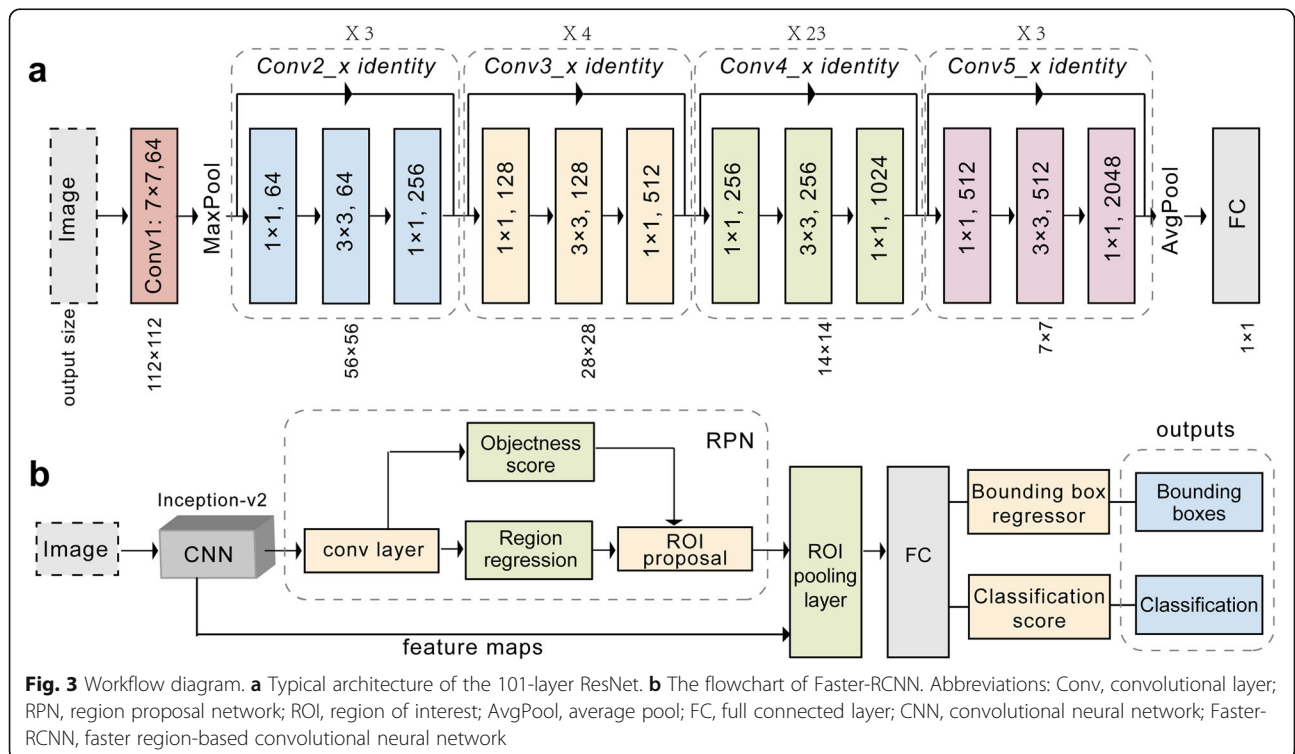 X 3
X 4
X 23
X 3
a
Conv2_x identity
Conv3_x identity
Conv4_x identity
Conv5_x identity
Image
Conv1: 7×7,64
MaxPool
1×1, 64
3×3, 64
1×1, 256
1×1, 128
3×3, 128
1×1, 512
1×1, 256
3×3, 256
1×1, 1024
1×1, 512
3×3, 512
1×1, 2048
AvgPool
FC
output size
112×112
56×56
28×28
14×14
7×7
1×1
b
RPN
outputs
Objectness
score
Inception-v2
Image
CNN
conv layer
Region
regression
ROI
proposal
ROI
pooling
layer
FC
Bounding box
regressor
Bounding
boxes
Classification
score
Classification
feature maps
Fig. 3 Workflow diagram. a Typical architecture of the 101-layer ResNet. b The flowchart of Faster-RCNN. Abbreviations: Conv, convolutional layer;
RPN, region proposal network; ROI, region of interest; AvgPool, average pool; FC, full connected layer; CNN, convolutional neural network; Faster-
RCNN, faster region-based convolutional neural network